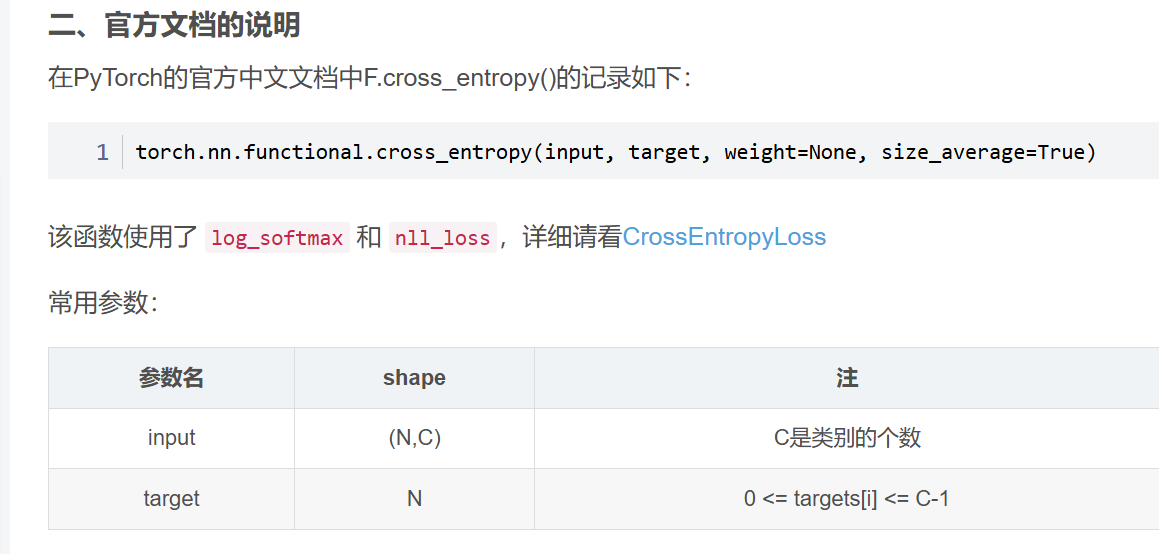 二、官方文档的说明
在PyTorch的官方中文文档中F.cross_entropy()的记录如下：
1 torch.nn.functional.cross_entropy(input, target, weight=None, size_average=True)
该函数使用了 log_softmax 和 nll_loss，详细请看CrossEntropyLoss
常用参数：
参数名 shape 注
input (N,C) C是类别的个数
target N 0 <= targets[i] <= C-1